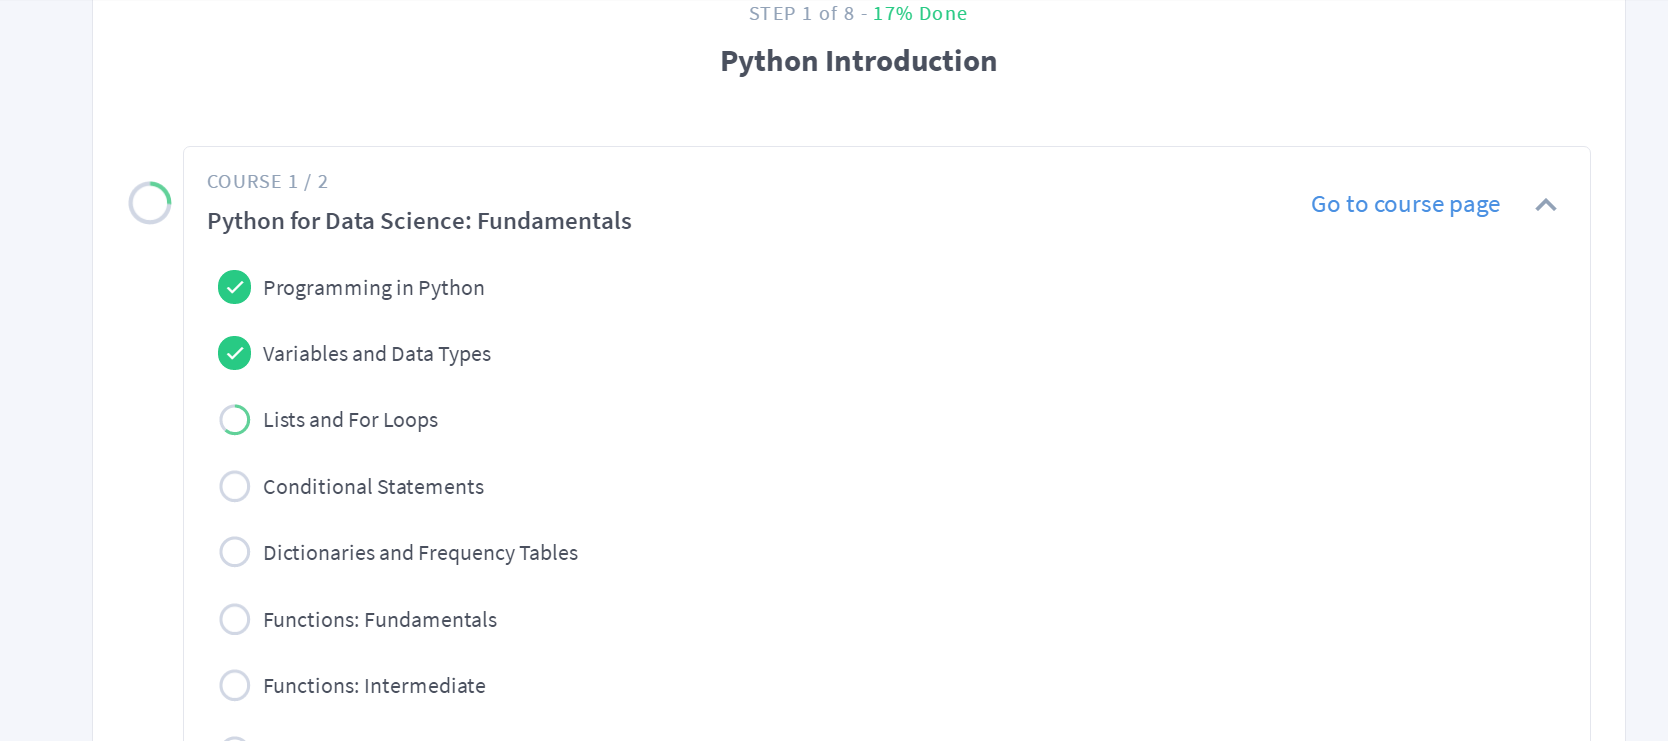 STEP 1 of 8 - 17% Done
Python Introduction
COURSE 1 / 2
Python for Data Science: Fundamentals
Go to course page
Programming in Python
Variables and Data Types
Lists and For Loops
Conditional Statements
Dictionaries and Frequency Tables
Functions: Fundamentals
Functions: Intermediate